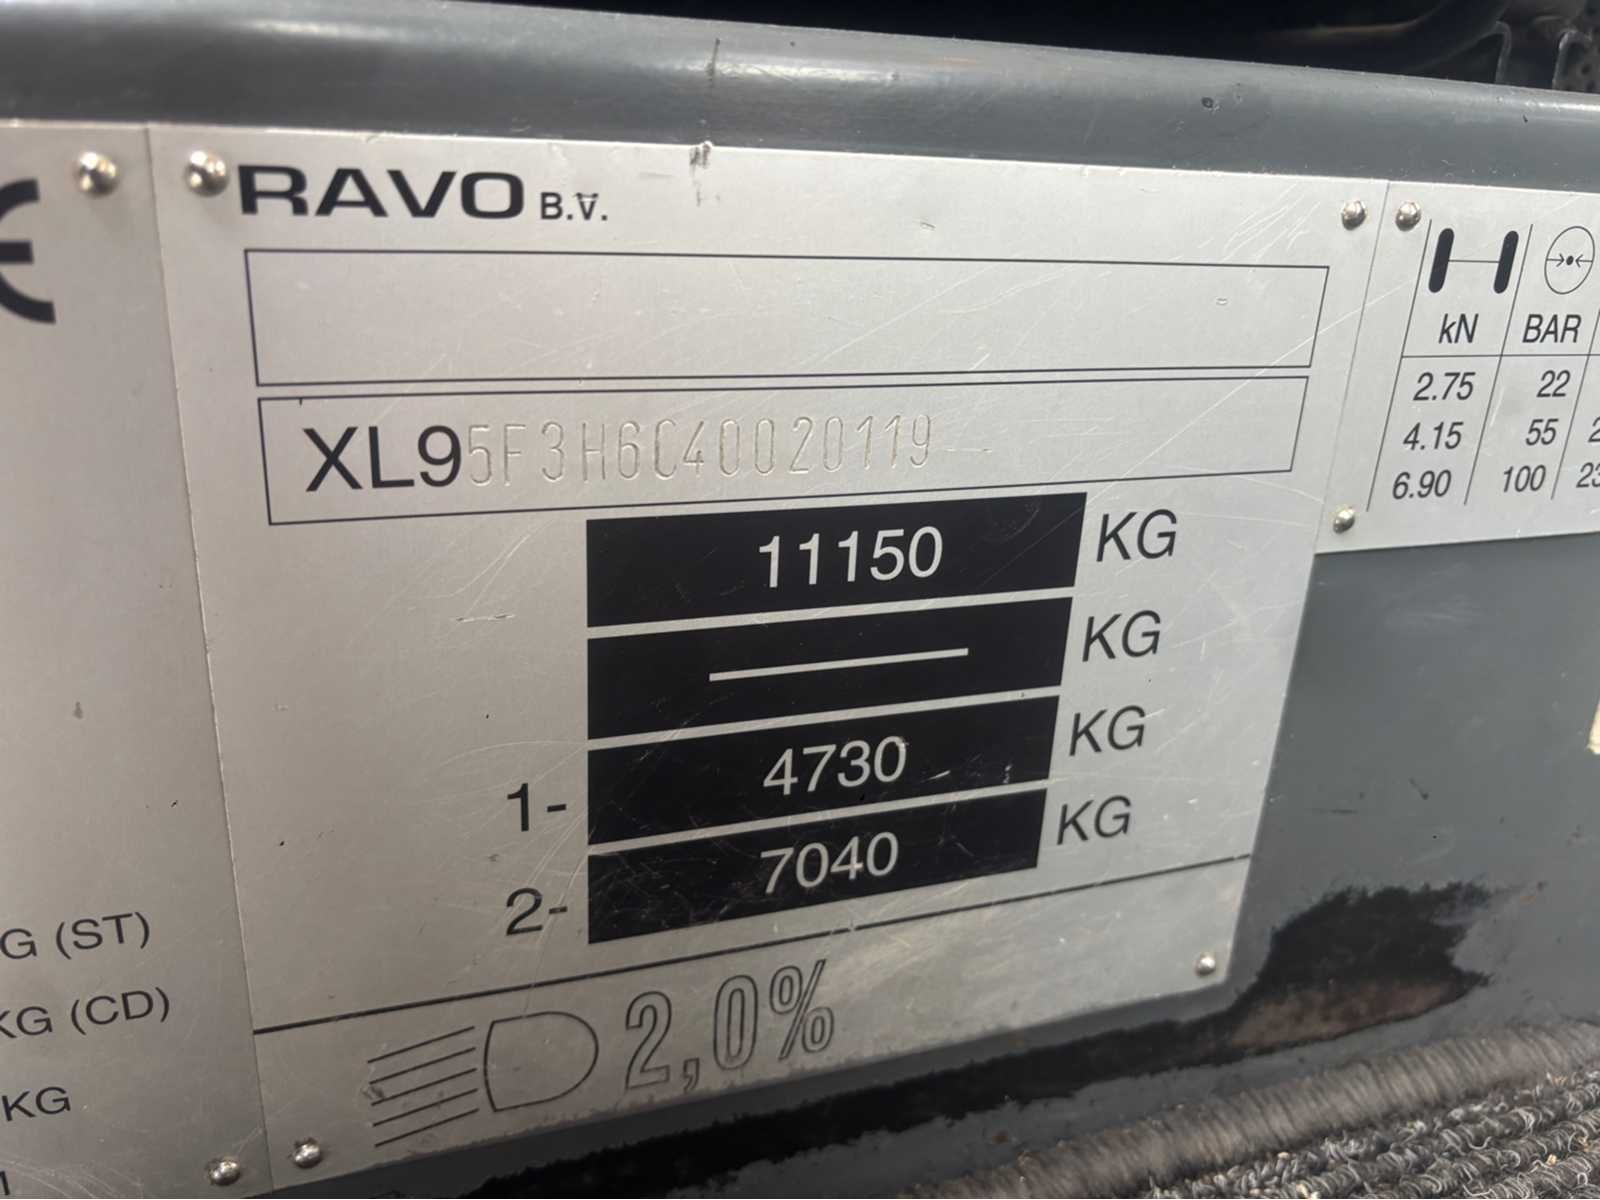 RAVO B.V.
XL95F3H6C40020119
11150 KG
KG
1- 4730 KG
2- 7040 KG
2,0%
kN BAR
2.75 22
4.15 55
6.90 100
G (ST)
KG (CD)
KG